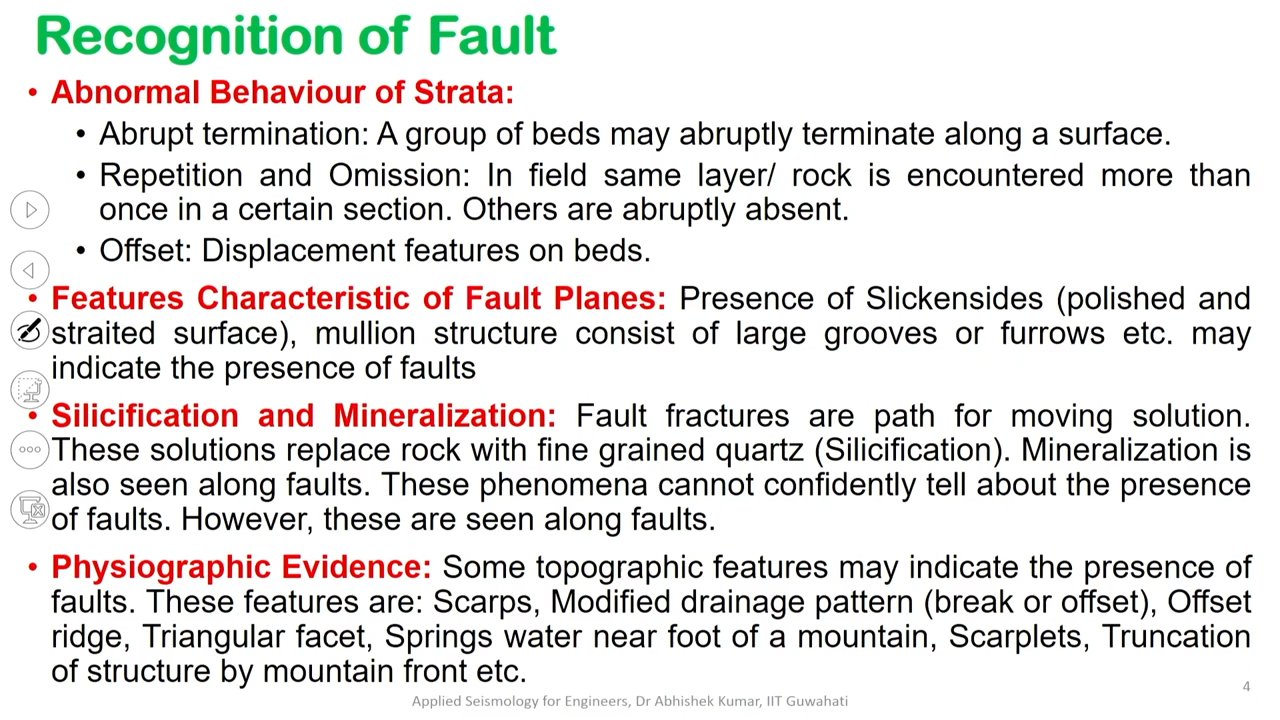 Recognition of Fault
• Abnormal Behaviour of Strata:
• Abrupt termination: A group of beds may abruptly terminate along a surface.
• Repetition and Omission: In field same layer/ rock is encountered more than
once in a certain section. Others are abruptly absent.
• Offset: Displacement features on beds.
• Features Characteristic of Fault Planes: Presence of Slickensides (polished and
straited surface), mullion structure consist of large grooves or furrows etc. may
indicate the presence of faults
• Silicification and Mineralization: Fault fractures are path for moving solution.
These solutions replace rock with fine grained quartz (Silicification). Mineralization is
also seen along faults. These phenomena cannot confidently tell about the presence
of faults. However, these are seen along faults.
• Physiographic Evidence: Some topographic features may indicate the presence of
faults. These features are: Scarps, Modified drainage pattern (break or offset), Offset
ridge, Triangular facet, Springs water near foot of a mountain, Scarplets, Truncation
of structure by mountain front etc.
4
Applied Seismology for Engineers, Dr Abhishek Kumar, IIT Guwahati